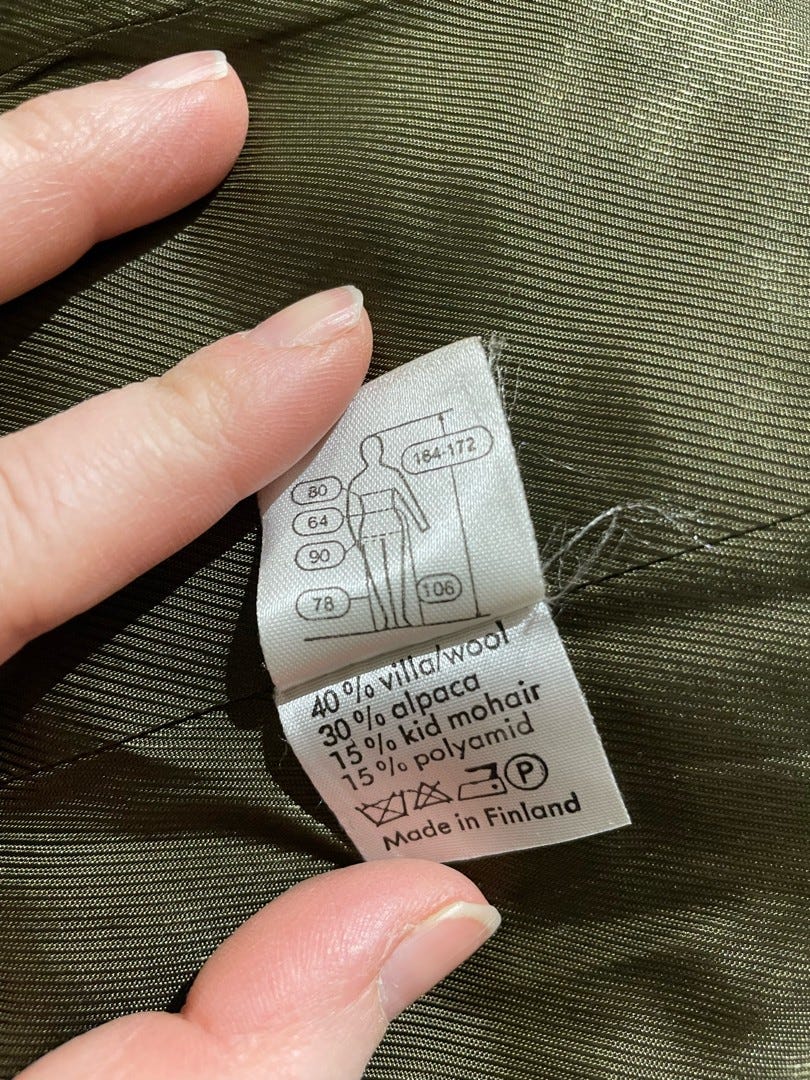 164-172
80
64
90
78
106
40% villa/wool
30% alpaca
15% kid mohair
15% polyamid
P
Made in Finland